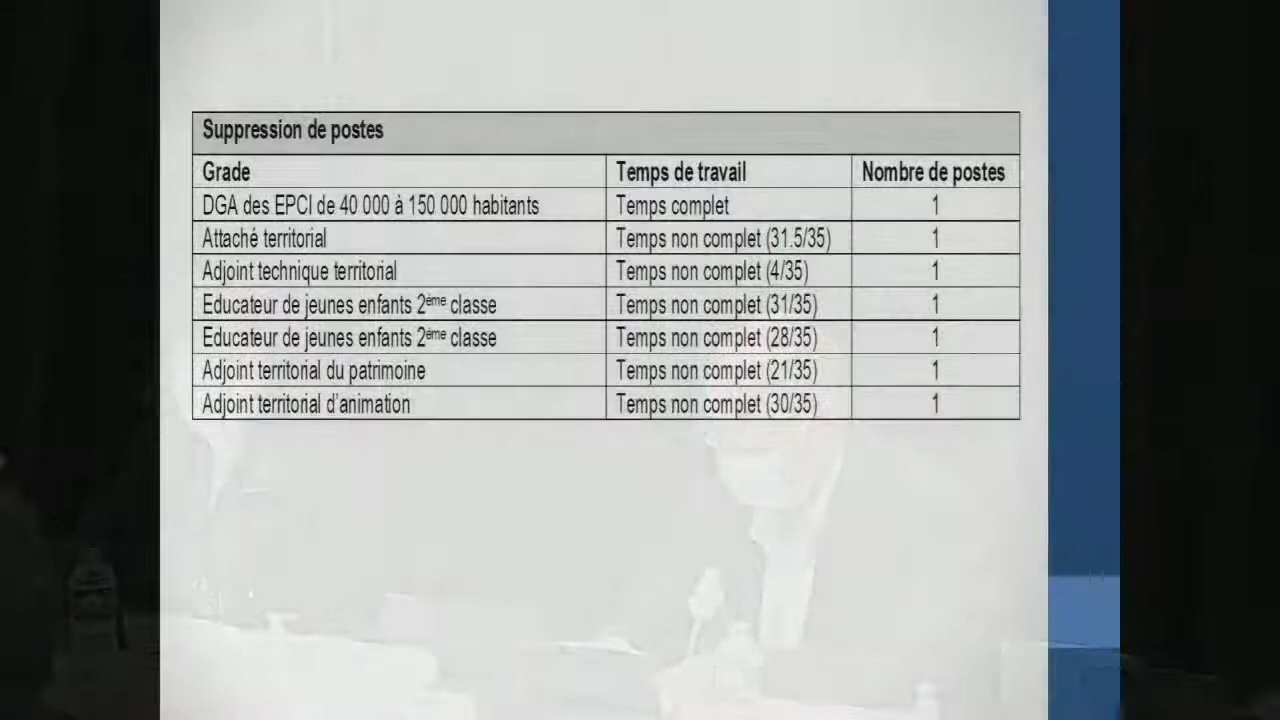 Suppression de postes
Grade Temps de travail Nombre de postes
DGA des EPCI de 40 000 à 150 000 habitants Temps complet 1
Attaché territorial Temps non complet (31.5/35) 1
Adjoint technique territorial Temps non complet (4/35) 1
Educateur de jeunes enfants 2ème classe Temps non complet (31/35) 1
Educateur de jeunes enfants 2ème classe Temps non complet (28/35) 1
Adjoint territorial du patrimoine Temps non complet (21/35) 1
Adjoint territorial d'animation Temps non complet (30/35) 1